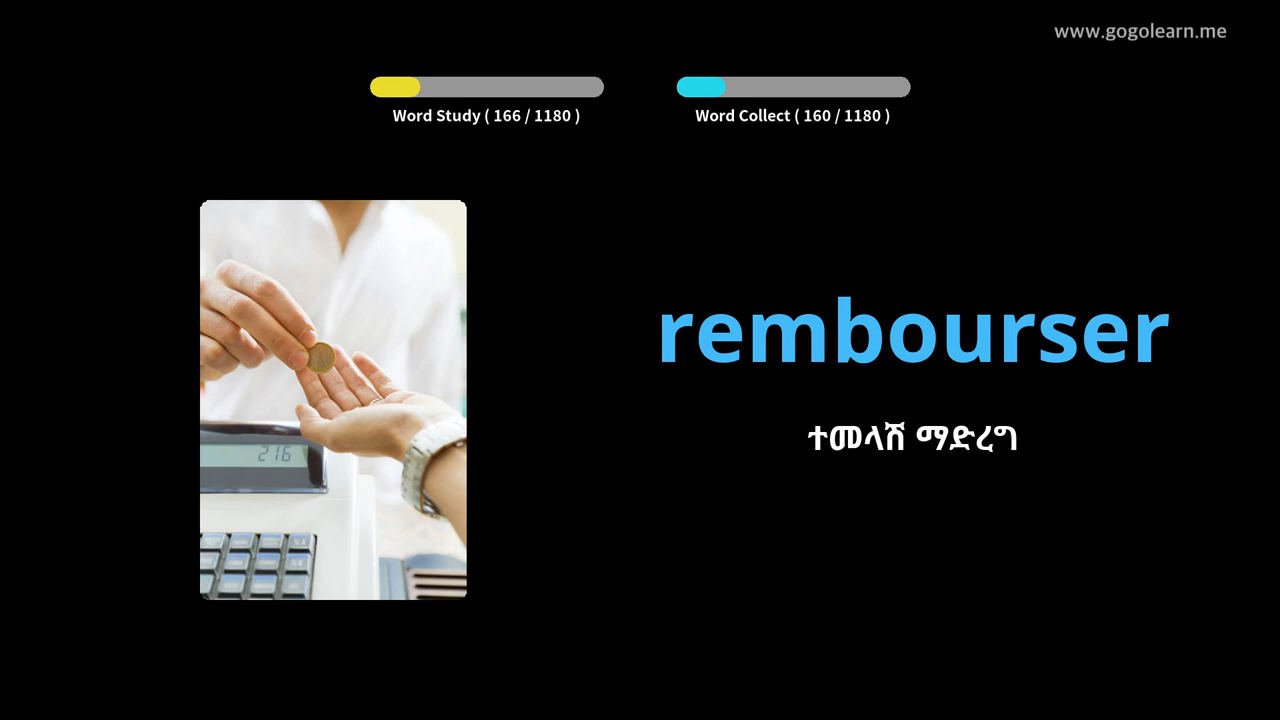 www.gogolearn.me
Word Study ( 166 / 1180 )
Word Collect ( 160 / 1180 )
216
rembourser
ተመላሽ ማድረግ